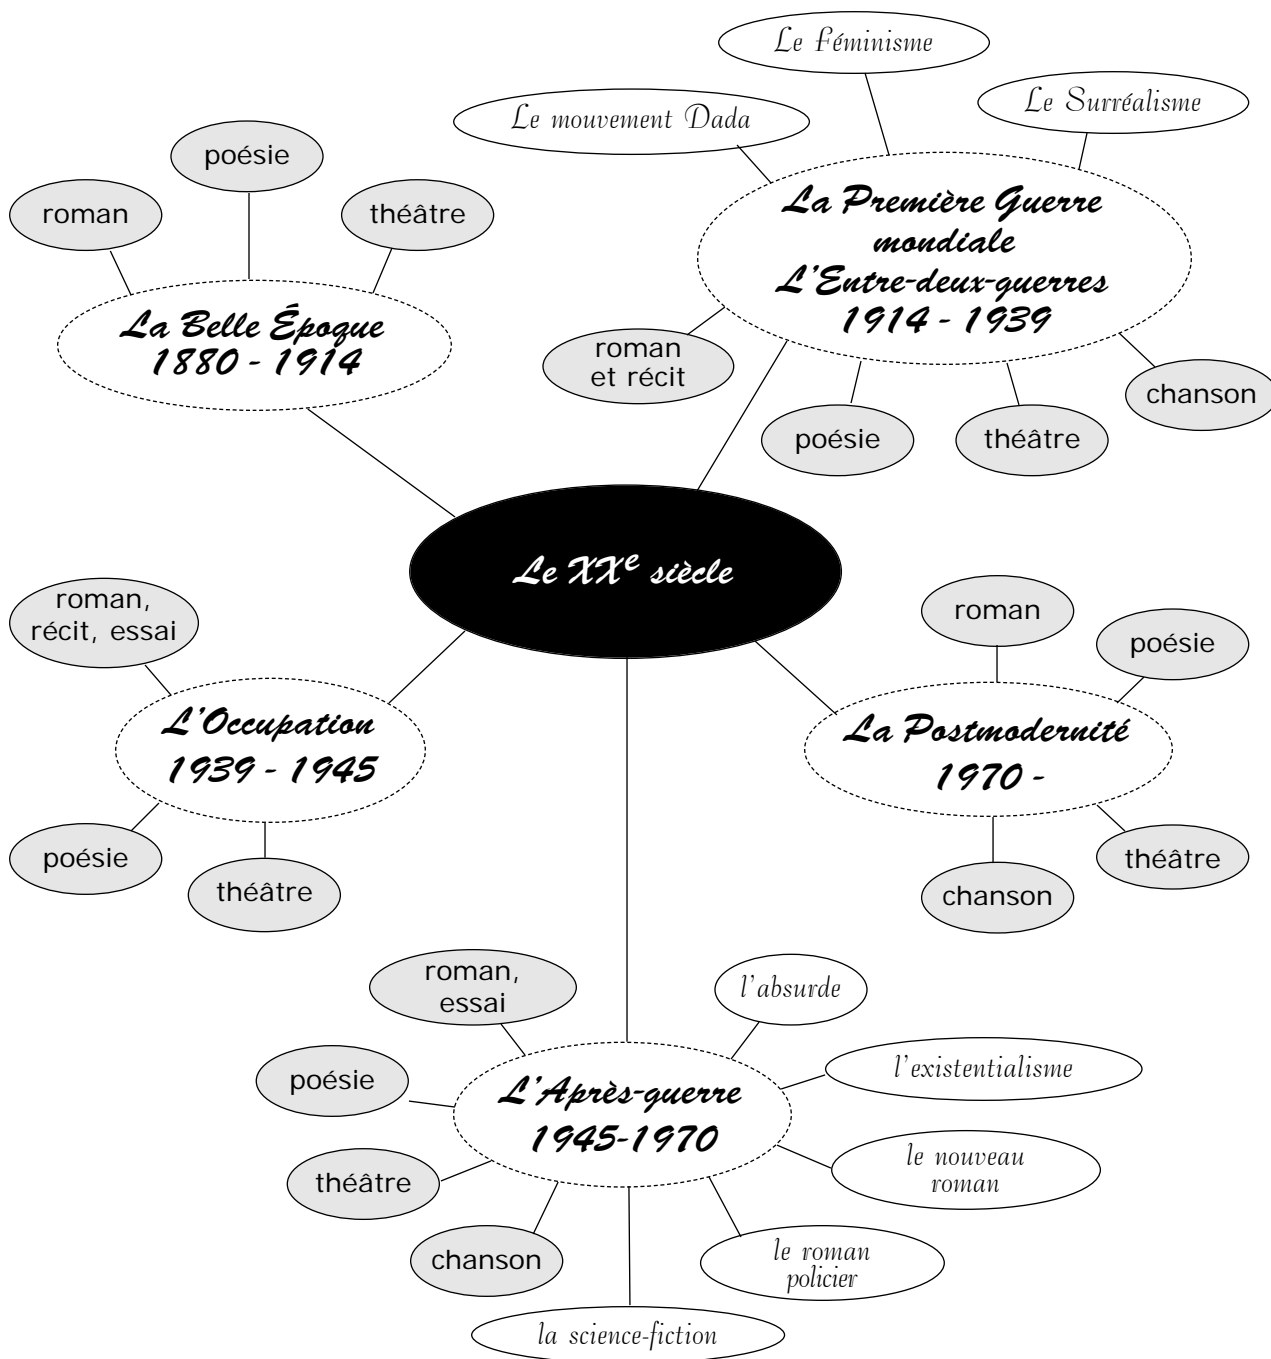 Le Féminisme
Le mouvement Dada
Le Surréalisme
poésie
roman
théâtre
La Première Guerre
mondiale
L'Entre-deux-guerres
1914 - 1939
La Belle Époque
1880 - 1914
roman
et récit
chanson
poésie
théâtre
Le XXe siècle
roman,
récit, essai
roman
poésie
L'Occupation
1939 - 1945
La Postmodernité
1970 -
poésie
théâtre
théâtre
chanson
roman,
essai
l'absurde
poésie
l'existentialisme
L'Après-guerre
1945-1970
le nouveau
roman
théâtre
chanson
le roman
policier
la science-fiction